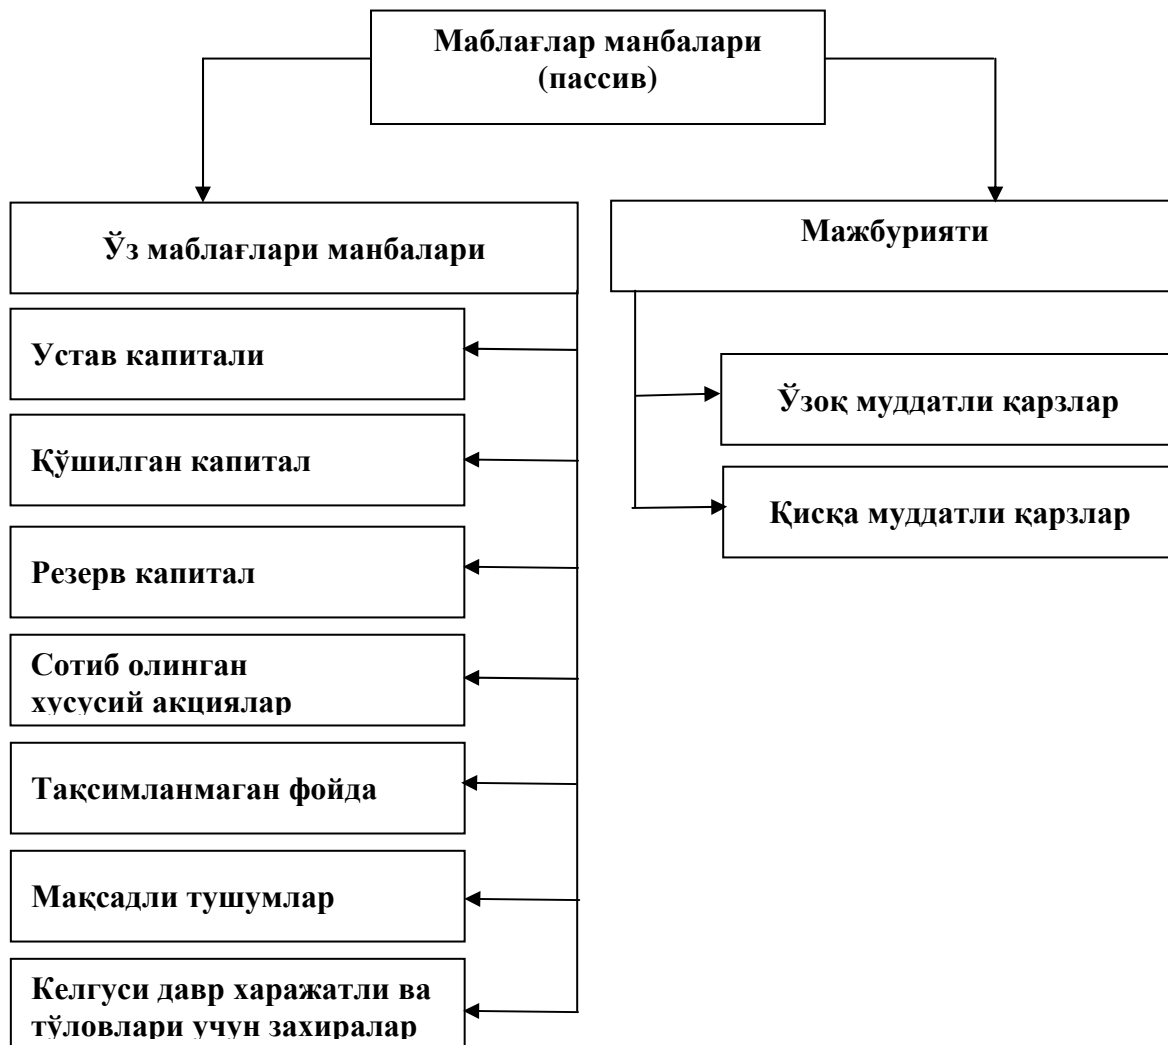 Маблағлар манбалари
(пассив)
Ўз маблағлари манбалари
Мажбурияти
Устав капитали
Қўшилган капитал
Резерв капитал
Сотиб олинган
хусусий акциялар
Тақсимланмаган фойда
Мақсадли тушумлар
Келгуси давр харажатли ва
тўловлари учун захиралар
Ўзоқ муддатли қарзлар
Қисқа муддатли қарзлар